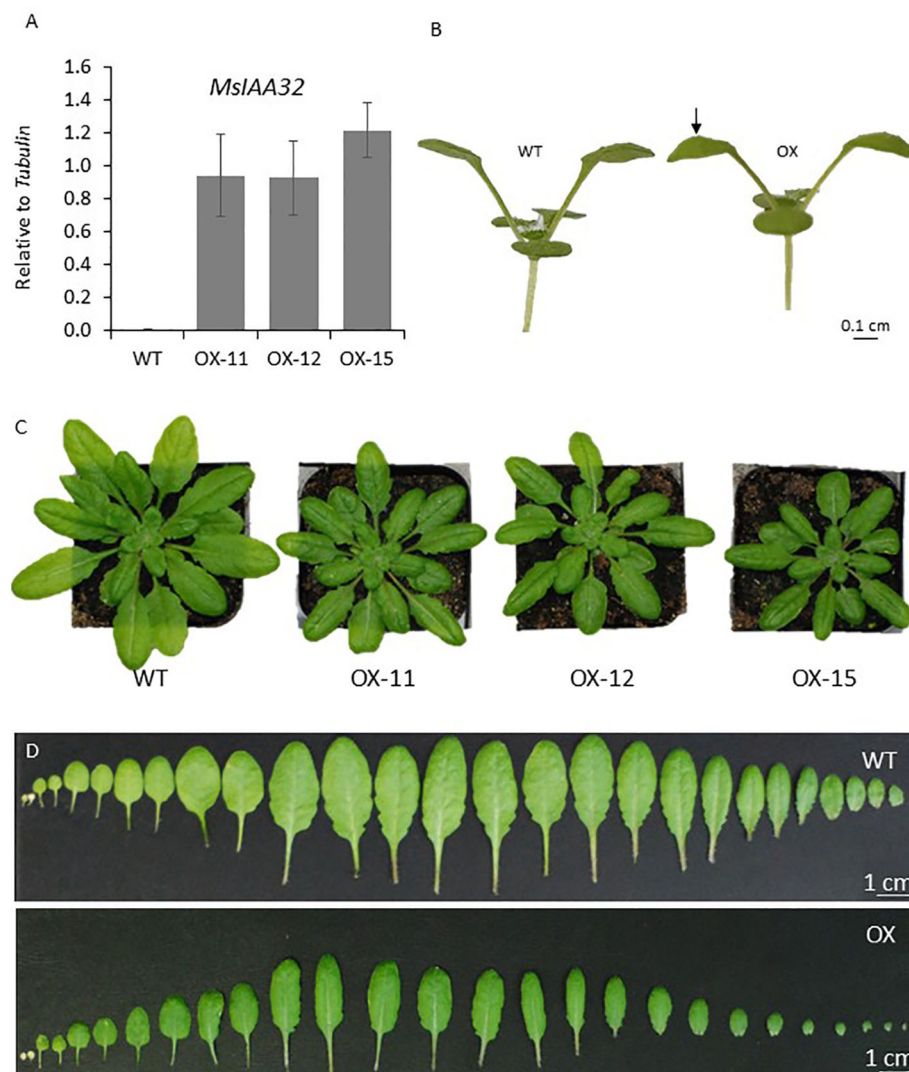 A
MsIAA32
Relative to Tubulin
1.6
1.4
1.2
1.0
0.8
0.6
0.4
0.2
0.0
WT OX-11 OX-12 OX-15
B
WT OX
0.1 cm
C
WT OX-11 OX-12 OX-15
D
WT
1 cm
OX
1 cm